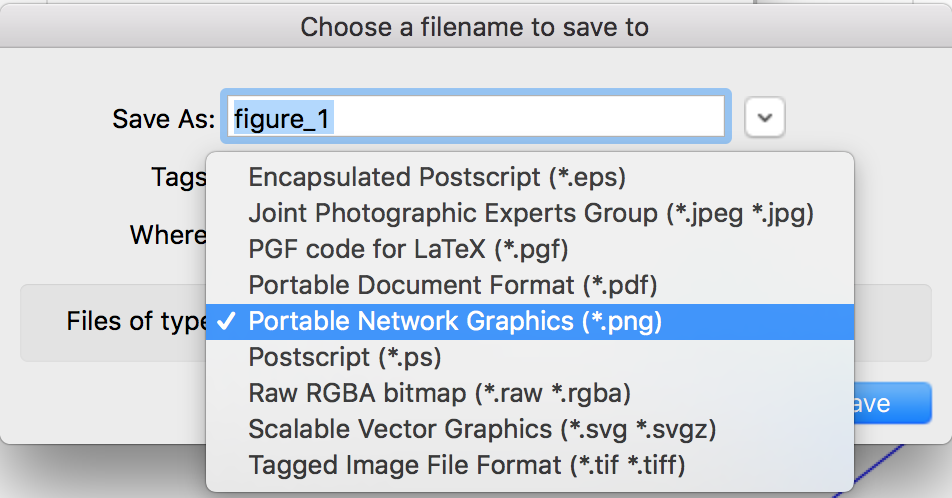 Choose a filename to save to
Save As: figure_1
Tags
Where
Files of type
Encapsulated Postscript (*.eps)
Joint Photographic Experts Group (*.jpeg *.jpg)
PGF code for LaTeX (*.pgf)
Portable Document Format (*.pdf)
✓ Portable Network Graphics (*.png)
Postscript (*.ps)
Raw RGBA bitmap (*.raw *.rgba)
Scalable Vector Graphics (*.svg *.svgz)
Tagged Image File Format (*.tif *.tiff)
ave